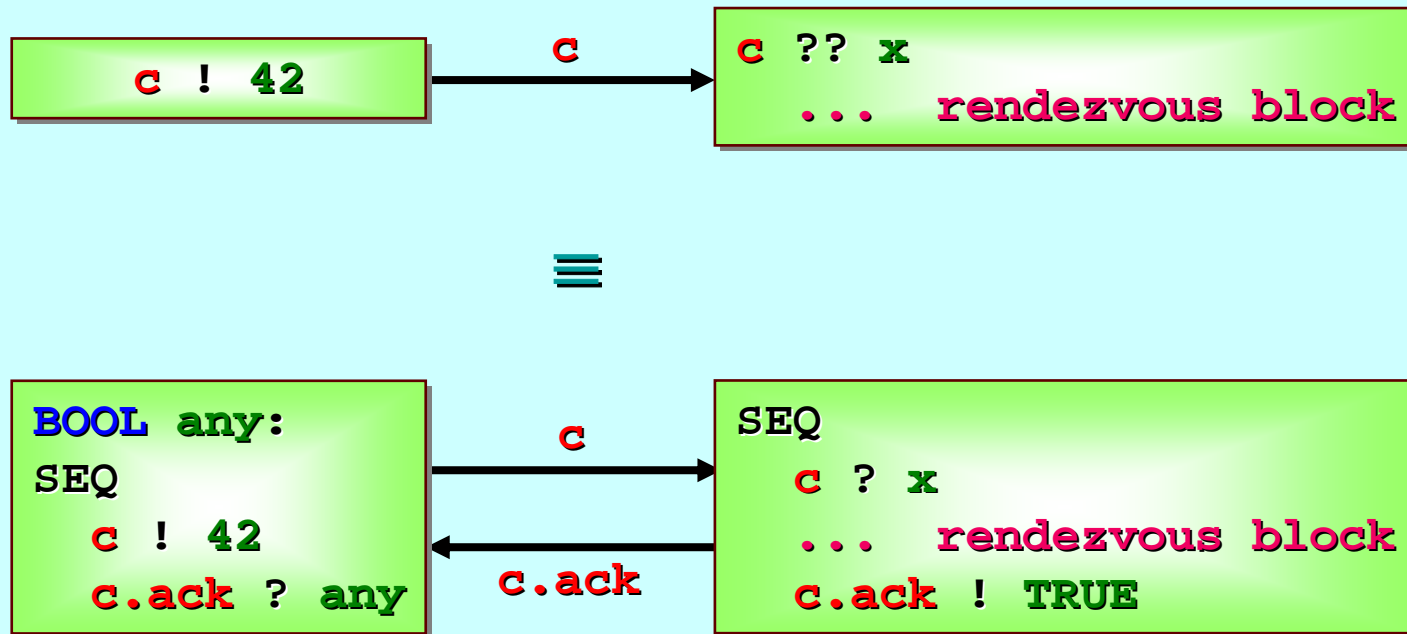 c ! 42
c
c ?? x
... rendezvous block
≡
BOOL any:
SEQ
c ! 42
c.ack ? any
c
c.ack
SEQ
c ? x
... rendezvous block
c.ack ! TRUE